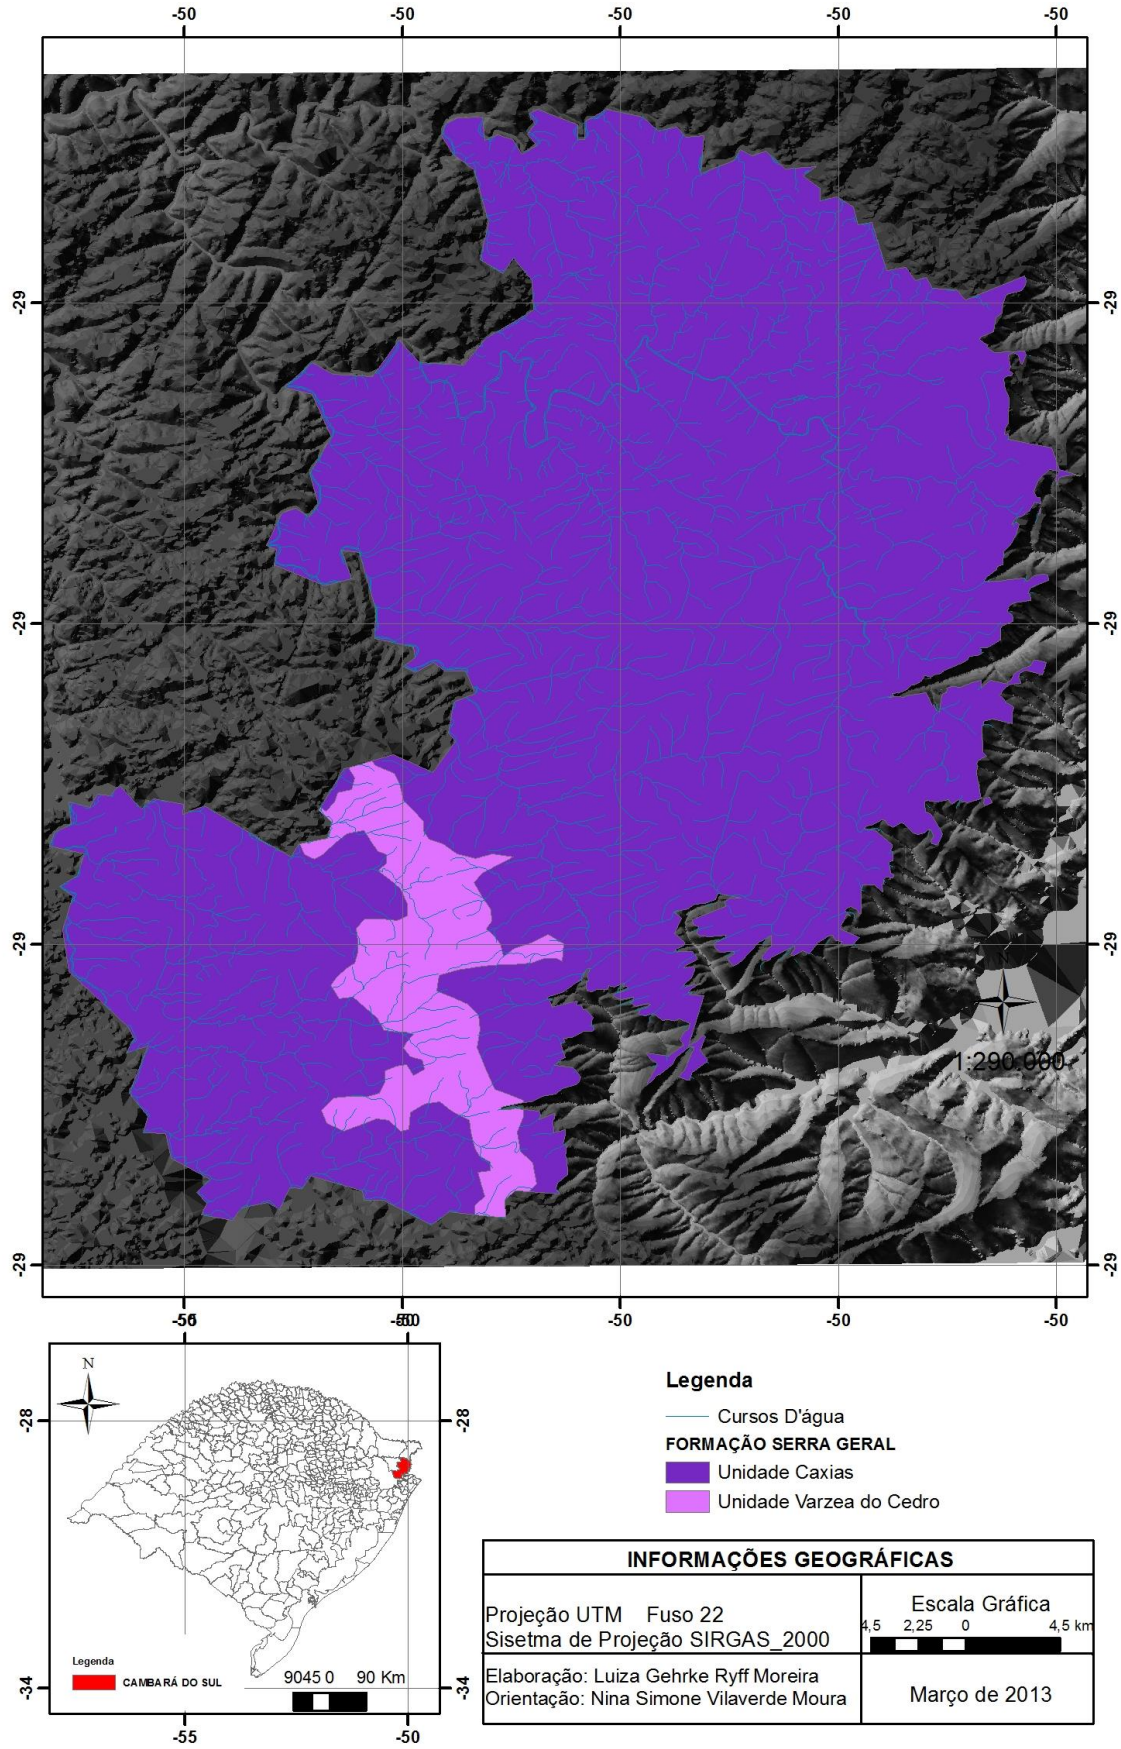 -50 -50 -50 -50 -50
-29 -29
-29 -29
-29 -29
N
1:290.000
-29 -29
-50 -50 -50
-55 -50
N
-28 -28
Legenda
CAMBARÁ DO SUL
9045 0 90 Km
-34 -34
-55 -50
Legenda
Cursos D'água
FORMAÇÃO SERRA GERAL
Unidade Caxias
Unidade Varzea do Cedro
INFORMAÇÕES GEOGRÁFICAS
Projeção UTM Fuso 22
Sisetma de Projeção SIRGAS_2000
Escala Gráfica
4,5 2,25 0 4,5 km
Elaboração: Luiza Gehrke Ryff Moreira
Orientação: Nina Simone Vilaverde Moura
Março de 2013